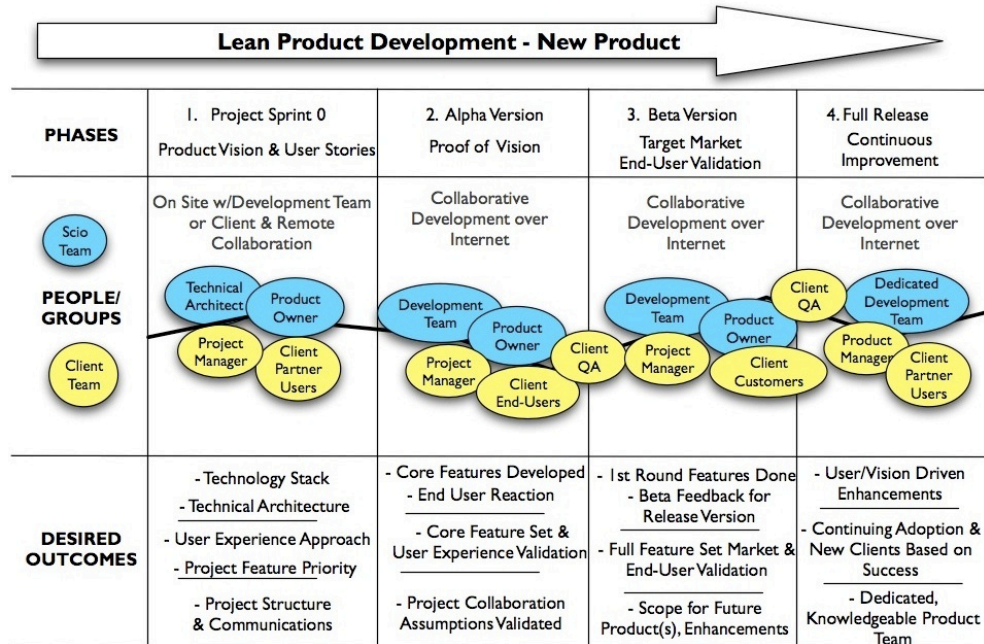 Lean Product Development - New Product
PHASES
1. Project Sprint 0
Product Vision & User Stories
2. Alpha Version
Proof of Vision
3. Beta Version
Target Market
End-User Validation
4. Full Release
Continuous
Improvement
Scio
Team
PEOPLE/
GROUPS
Client
Team
On Site w/Development Team
or Client & Remote
Collaboration
Technical
Architect
Product
Owner
Project
Manager
Client
Partner
Users
Collaborative
Development over
Internet
Development
Team
Product
Owner
Project
Manager
Client
End-Users
Client
QA
Collaborative
Development over
Internet
Development
Team
Product
Owner
Project
Manager
Client
Customers
Client
QA
Collaborative
Development over
Internet
Dedicated
Development
Team
Product
Manager
Client
Partner
Users
DESIRED
OUTCOMES
- Technology Stack
- Technical Architecture
- User Experience Approach
- Project Feature Priority
- Project Structure
& Communications
- Core Features Developed
- End User Reaction
- Core Feature Set &
User Experience Validation
- Project Collaboration
Assumptions Validated
- 1st Round Features Done
- Beta Feedback for
Release Version
- Full Feature Set Market &
End-User Validation
- Scope for Future
Product(s), Enhancements
- User/Vision Driven
Enhancements
- Continuing Adoption &
New Clients Based on
Success
- Dedicated,
Knowledgeable Product
Team